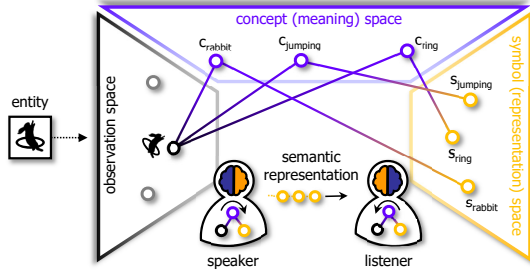 concept (meaning) space
c_rabbit
c_jumping
c_ring
symbol (representation) space
s_jumping
s_ring
s_rabbit
entity
observation space
semantic
representation
speaker
listener